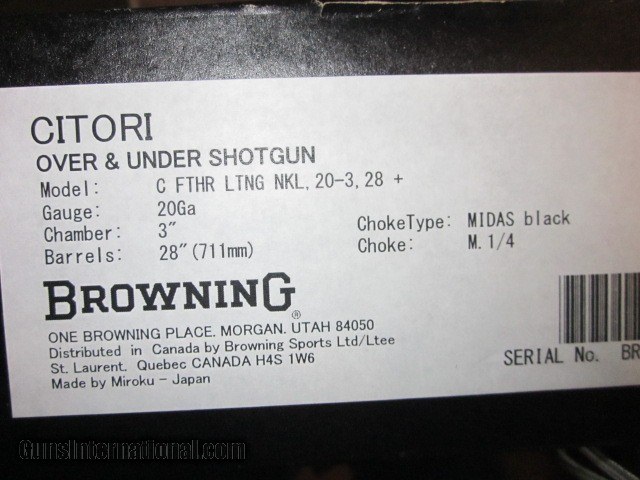 CITORI
OVER & UNDER SHOTGUN
Model: C FTHR LTNG NKL, 20-3, 28 +
Gauge: 20Ga
Chamber: 3"
Barrels: 28"(711mm)
ChokeType: MIDAS black
Choke: M. 1/4
BROWNING®
ONE BROWNING PLACE. MORGAN. UTAH 84050
Distributed in Canada by Browning Sports Ltd/Ltee
St. Laurent. Quebec CANADA H4S 1W6
Made by Miroku - Japan
SERIAL No. BR
GunsInternational.com